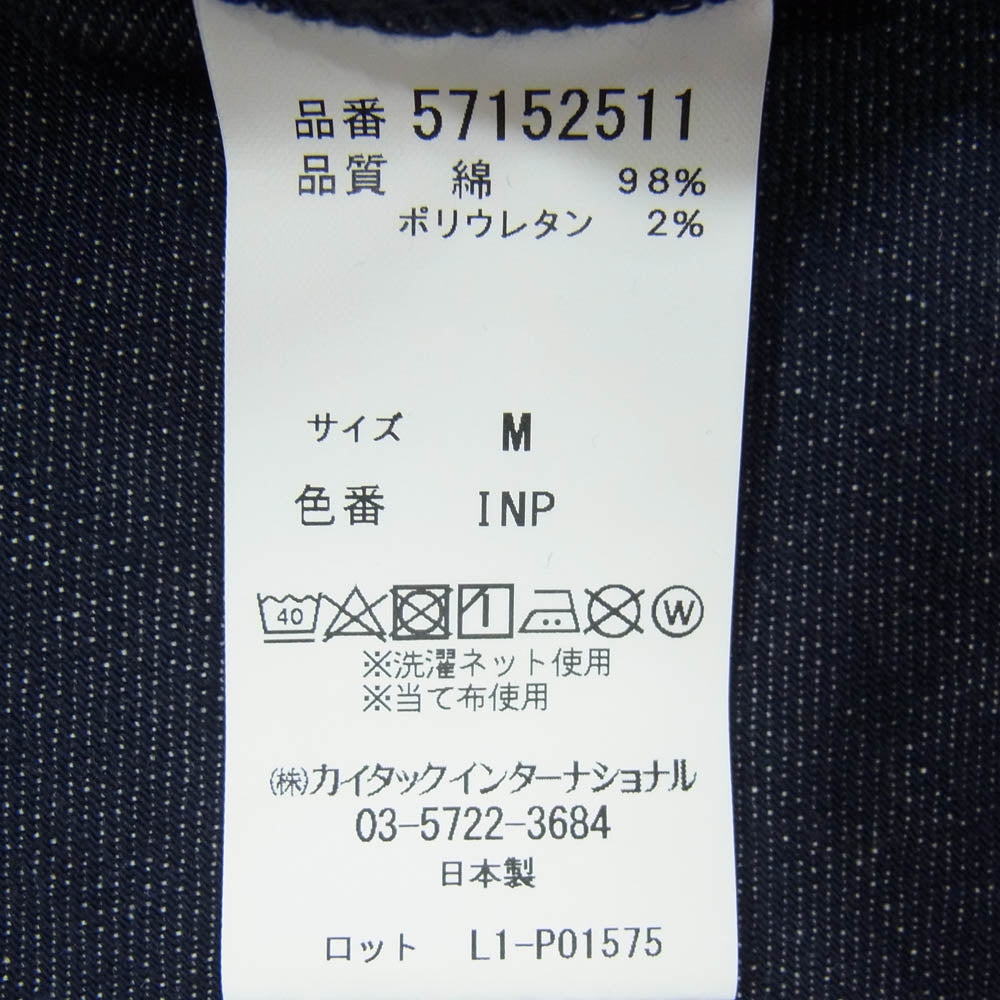 品番 57152511
品質 綿 98%
ポリウレタン 2%
サイズ M
色番 INP
40 W
※洗濯ネット使用
※当て布使用
㈱カイタックインターナショナル
03-5722-3684
日本製
ロット L1-P01575